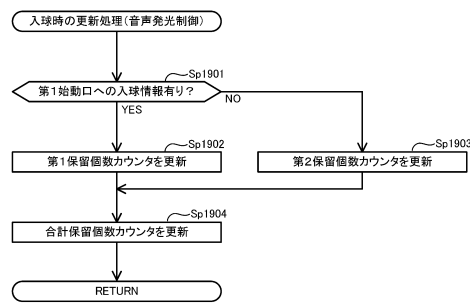 入球時の更新処理(音声発光制御)
Sp1901
第1始動口への入球情報有り?
YES
NO
Sp1902
第1保留個数カウンタを更新
Sp1903
第2保留個数カウンタを更新
Sp1904
合計保留個数カウンタを更新
RETURN